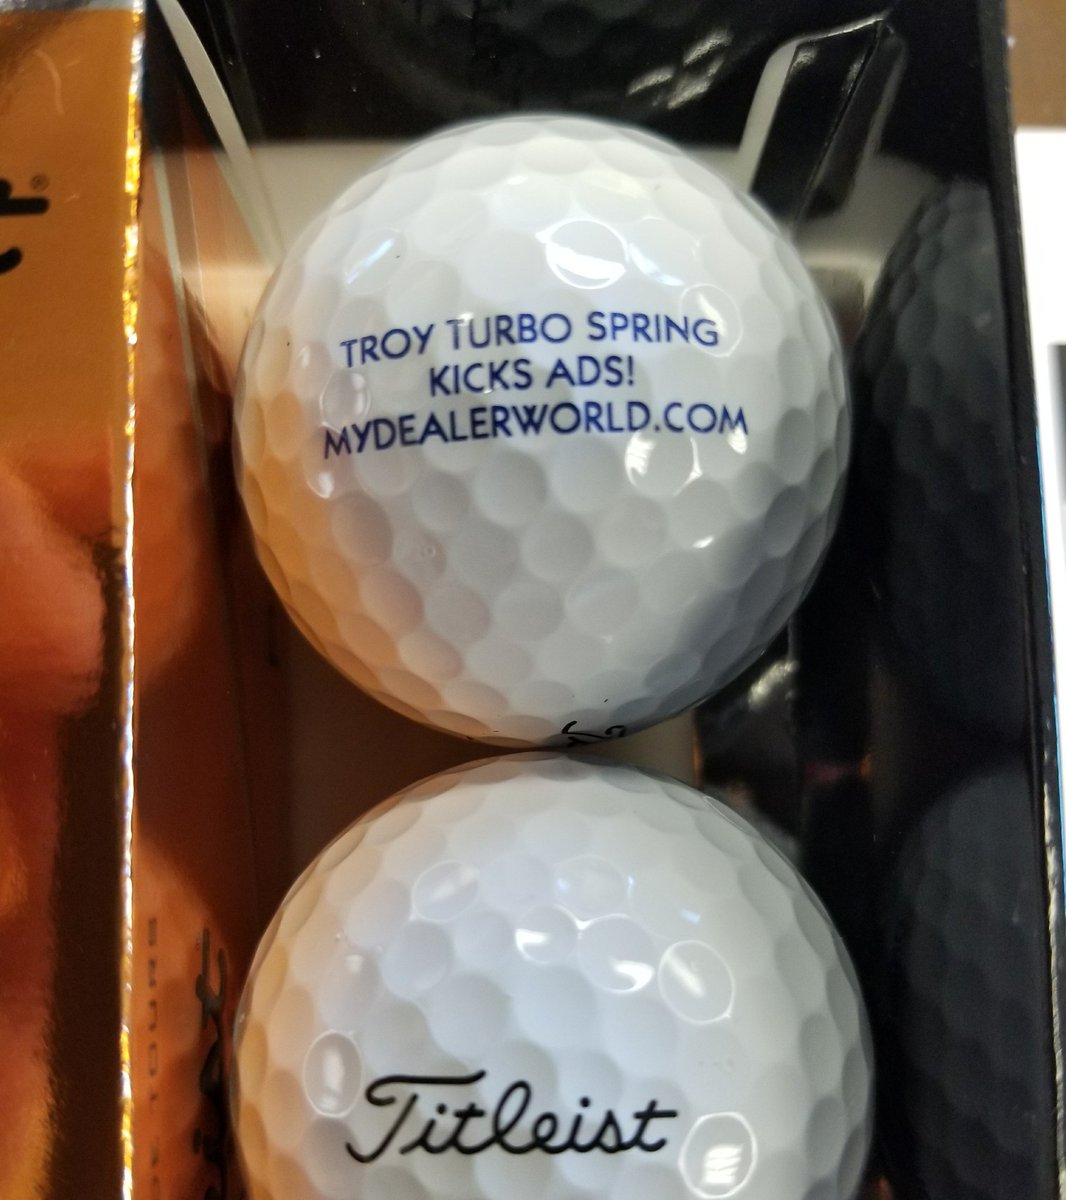 TROY TURBO SPRING
KICKS ADS!
MYDEALERWORLD.COM
Titleist